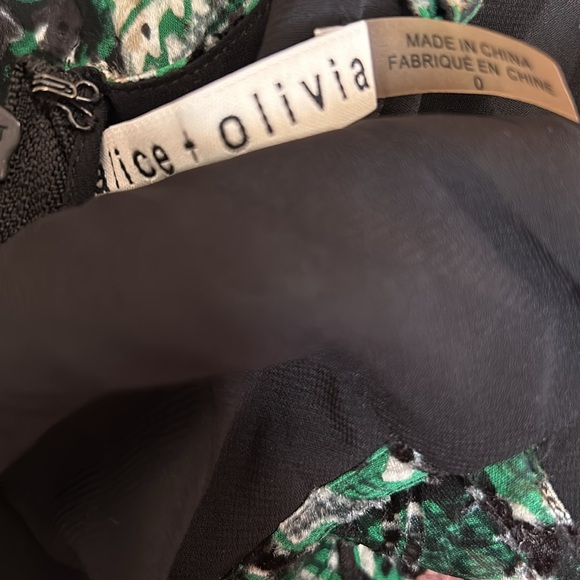 alice + olivia
MADE IN CHINA
FABRIQUÉ EN CHINE
0